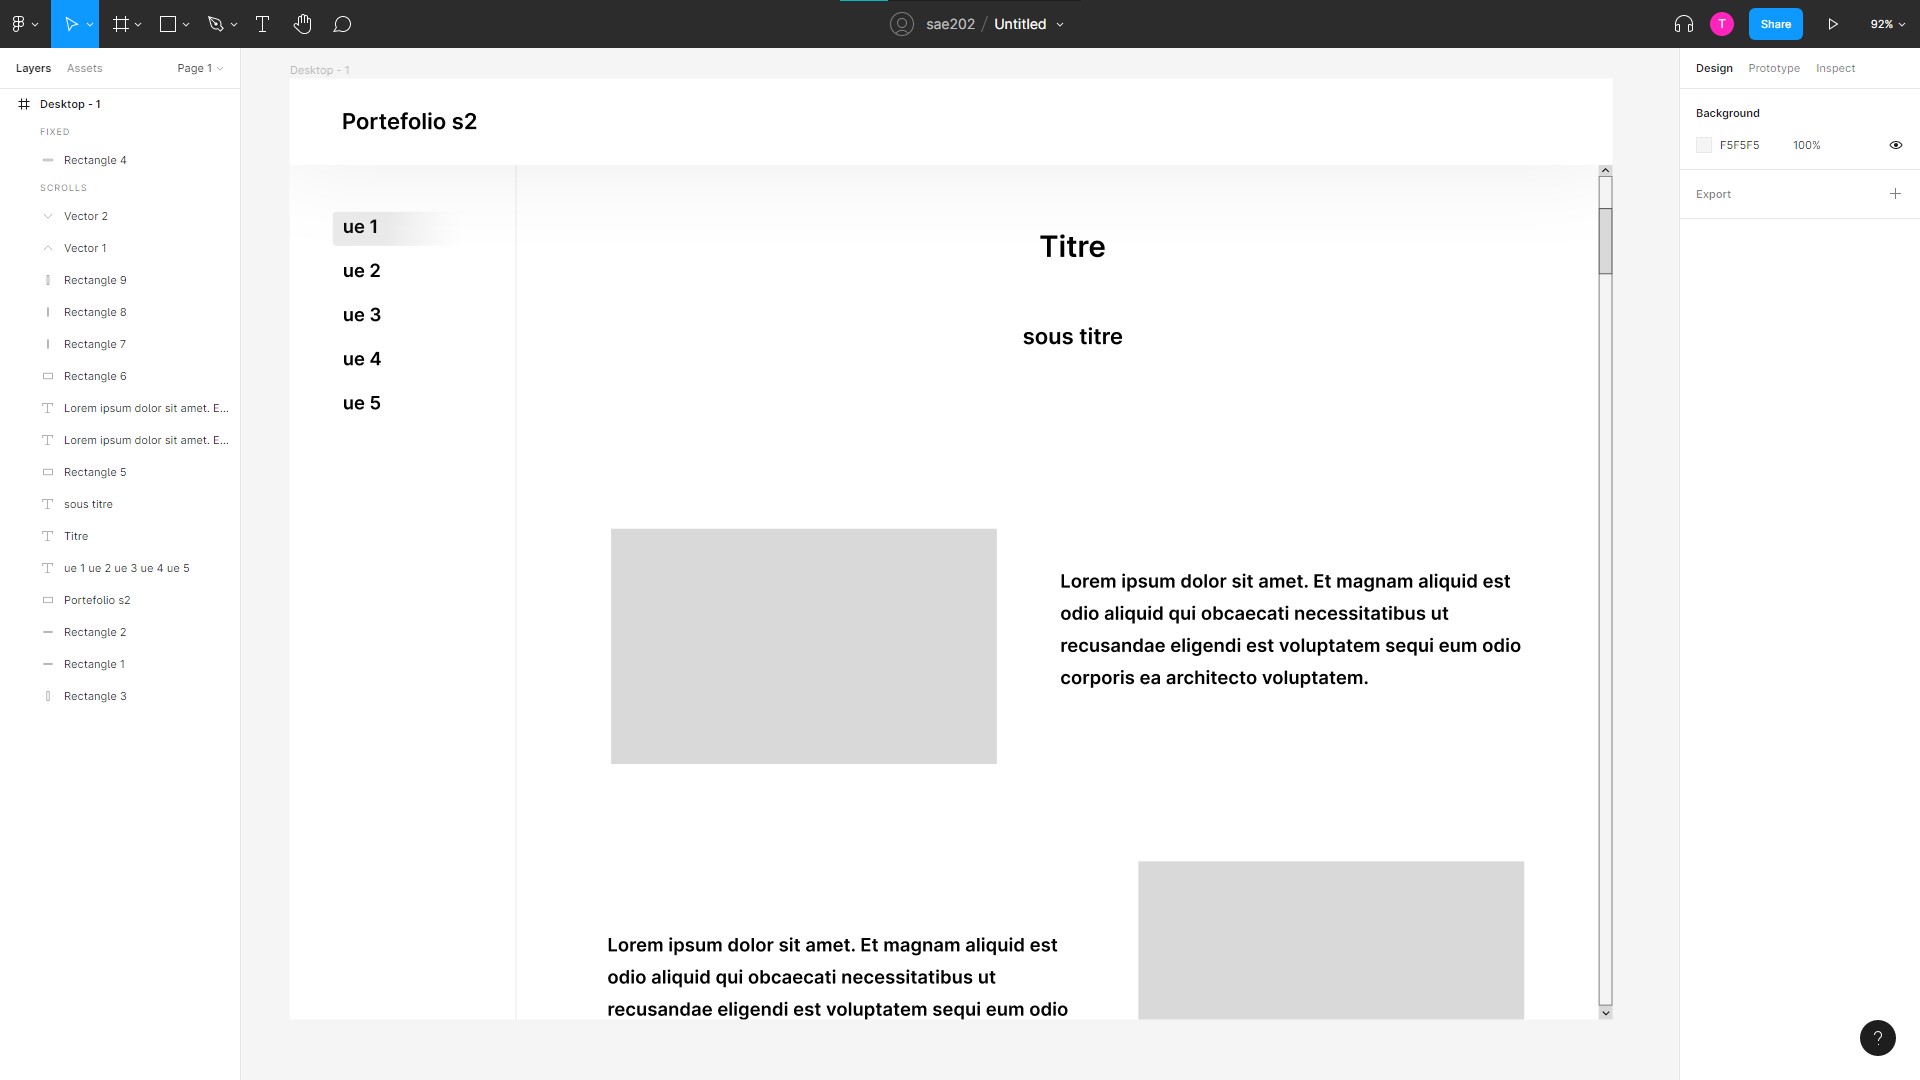 sae202 / Untitled
T
Share
92%
Layers
Assets
Page 1
Desktop - 1
FIXED
Rectangle 4
SCROLLS
Vector 2
Vector 1
Rectangle 9
Rectangle 8
Rectangle 7
Rectangle 6
Lorem ipsum dolor sit amet. E...
Lorem ipsum dolor sit amet. E...
Rectangle 5
sous titre
Titre
ue 1 ue 2 ue 3 ue 4 ue 5
Portefolio s2
Rectangle 2
Rectangle 1
Rectangle 3
Desktop - 1
Portefolio s2
ue 1
ue 2
ue 3
ue 4
ue 5
Titre
sous titre
Lorem ipsum dolor sit amet. Et magnam aliquid est
odio aliquid qui obcaecati necessitatibus ut
recusandae eligendi est voluptatem sequi eum odio
corporis ea architecto voluptatem.
Lorem ipsum dolor sit amet. Et magnam aliquid est
odio aliquid qui obcaecati necessitatibus ut
recusandae eligendi est voluptatem sequi eum odio
Design
Prototype
Inspect
Background
F5F5F5
100%
Export
?